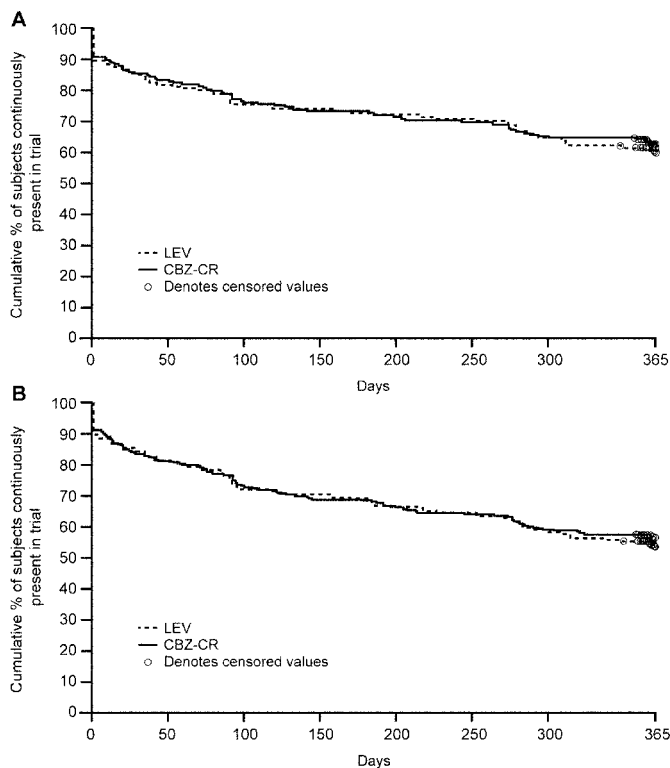 A
Cumulative % of subjects continuously
present in trial
100
90
80
70
60
50
40
30
20
10
0
LEV
CBZ-CR
Denotes censored values
0 50 100 150 200 250 300 365
Days
B
Cumulative % of subjects continuously
present in trial
100
90
80
70
60
50
40
30
20
10
0
LEV
CBZ-CR
Denotes censored values
0 50 100 150 200 250 300 365
Days